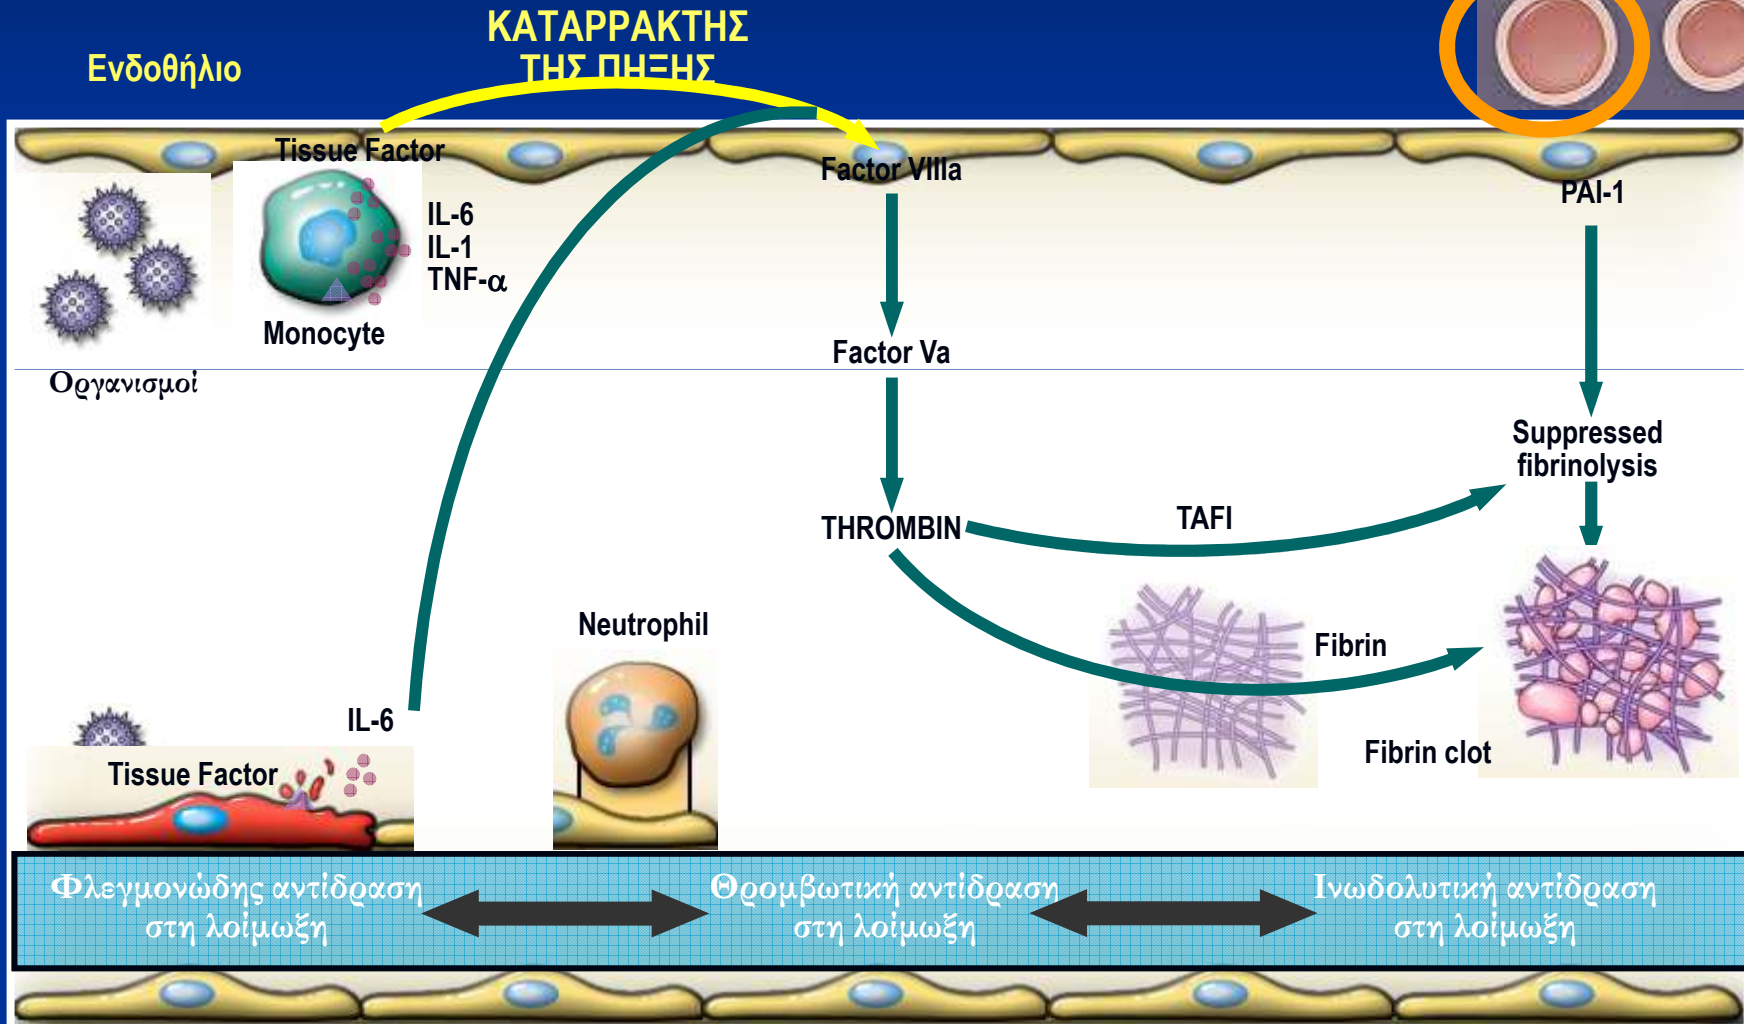 ΚΑΤΑΡΡΑΚΤΗΣ
ΤΗΣ ΠΗΞΗΣ
Ενδοθήλιο
Tissue Factor
Factor VIIIa
PAI-1
IL-6
IL-1
TNF-α
Monocyte
Factor Va
Οργανισμοί
Suppressed
fibrinolysis
THROMBIN
TAFI
Neutrophil
Fibrin
IL-6
Fibrin clot
Tissue Factor
Φλεγμονώδης αντίδραση
στη λοίμωξη
Θρομβωτική αντίδραση
στη λοίμωξη
Ινωδολυτική αντίδραση
στη λοίμωξη